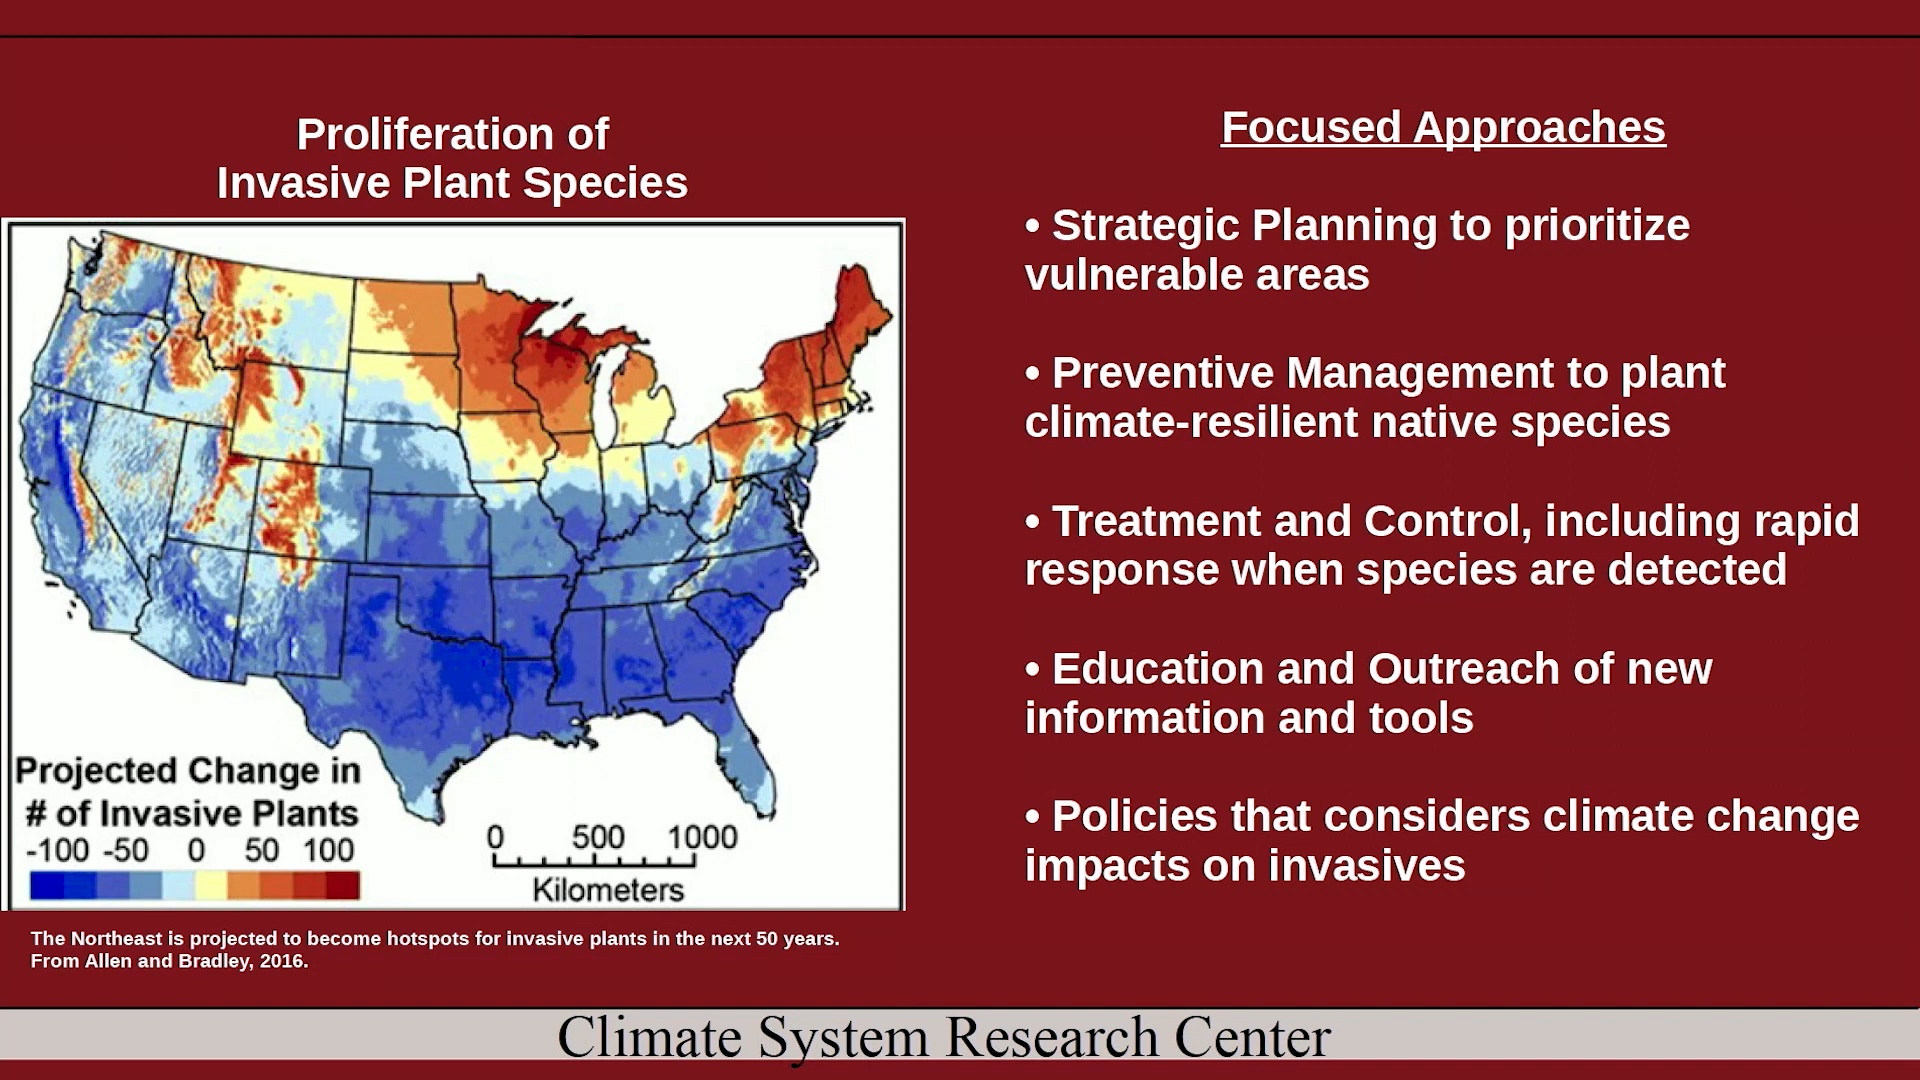 Proliferation of
Invasive Plant Species
Projected Change in
# of Invasive Plants
-100 -50 0 50 100
0 500 1000
Kilometers
The Northeast is projected to become hotspots for invasive plants in the next 50 years.
From Allen and Bradley, 2016.
Focused Approaches
• Strategic Planning to prioritize
vulnerable areas
• Preventive Management to plant
climate-resilient native species
• Treatment and Control, including rapid
response when species are detected
• Education and Outreach of new
information and tools
• Policies that considers climate change
impacts on invasives
Climate System Research Center